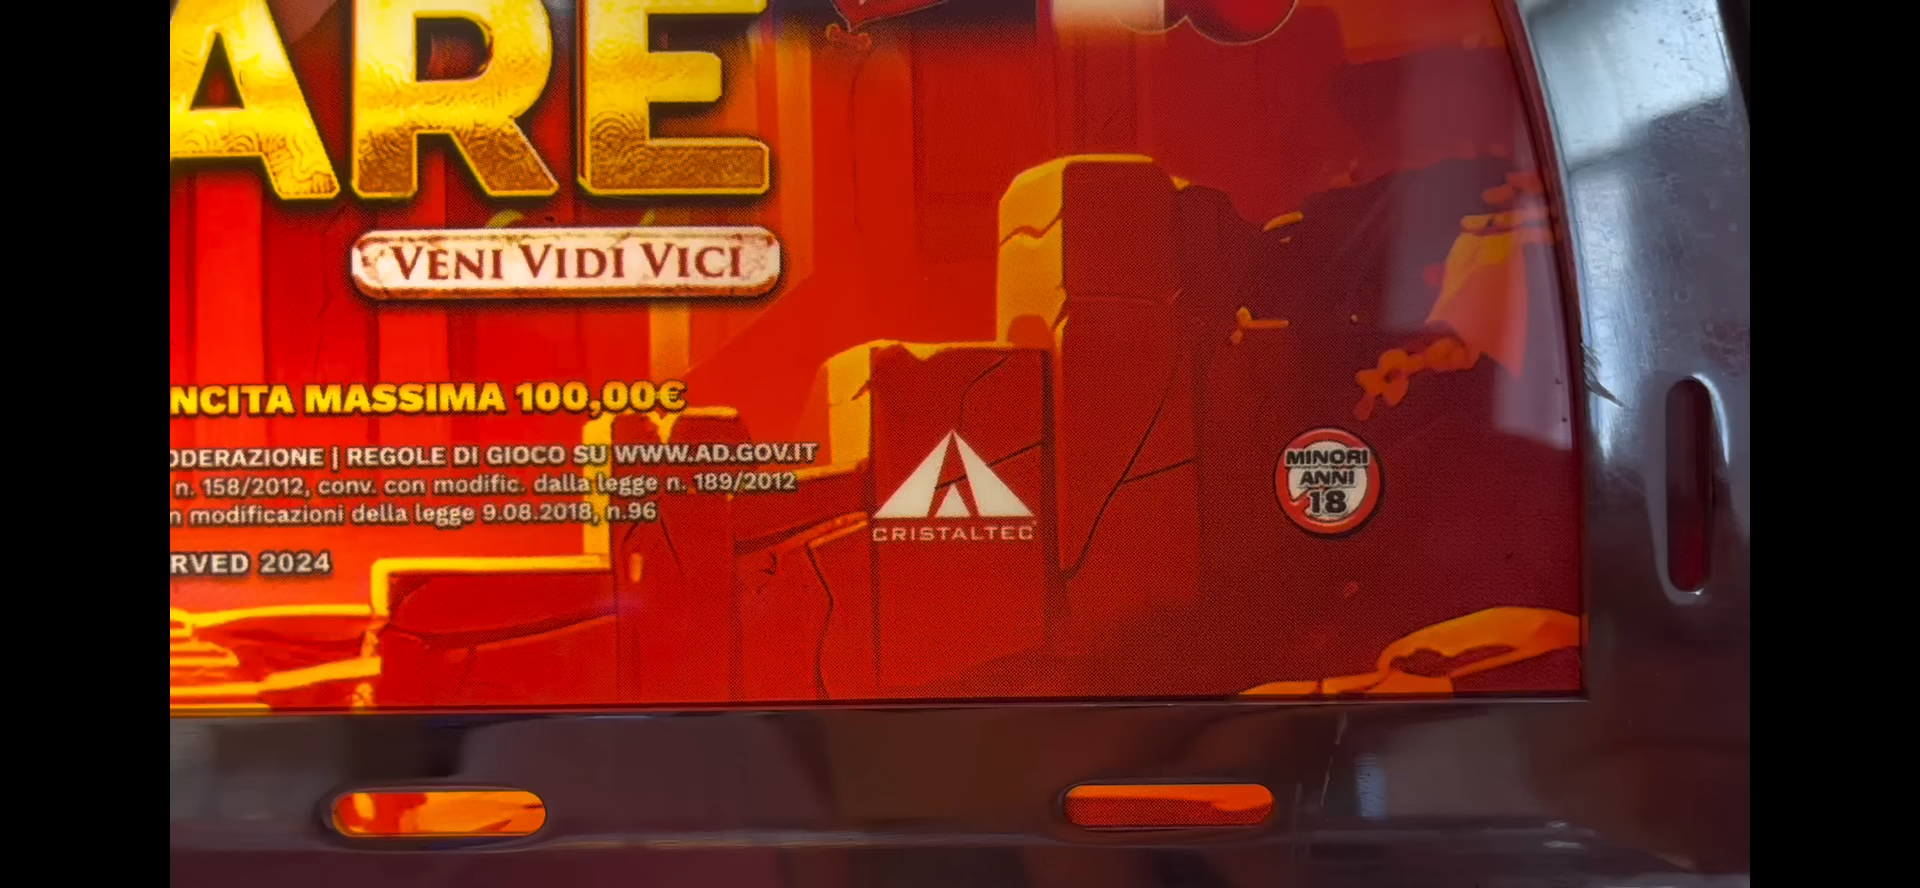 ARE
VENI VIDI VICI
NCITA MASSIMA 100,00€
ODERAZIONE | REGOLE DI GIOCO SU WWW.AD.GOV.IT
n. 158/2012, conv. con modific. dalla legge n. 189/2012
n modificazioni della legge 9.08.2018, n.96
RVED 2024
CRISTALTEC
MINORI
ANNI
18